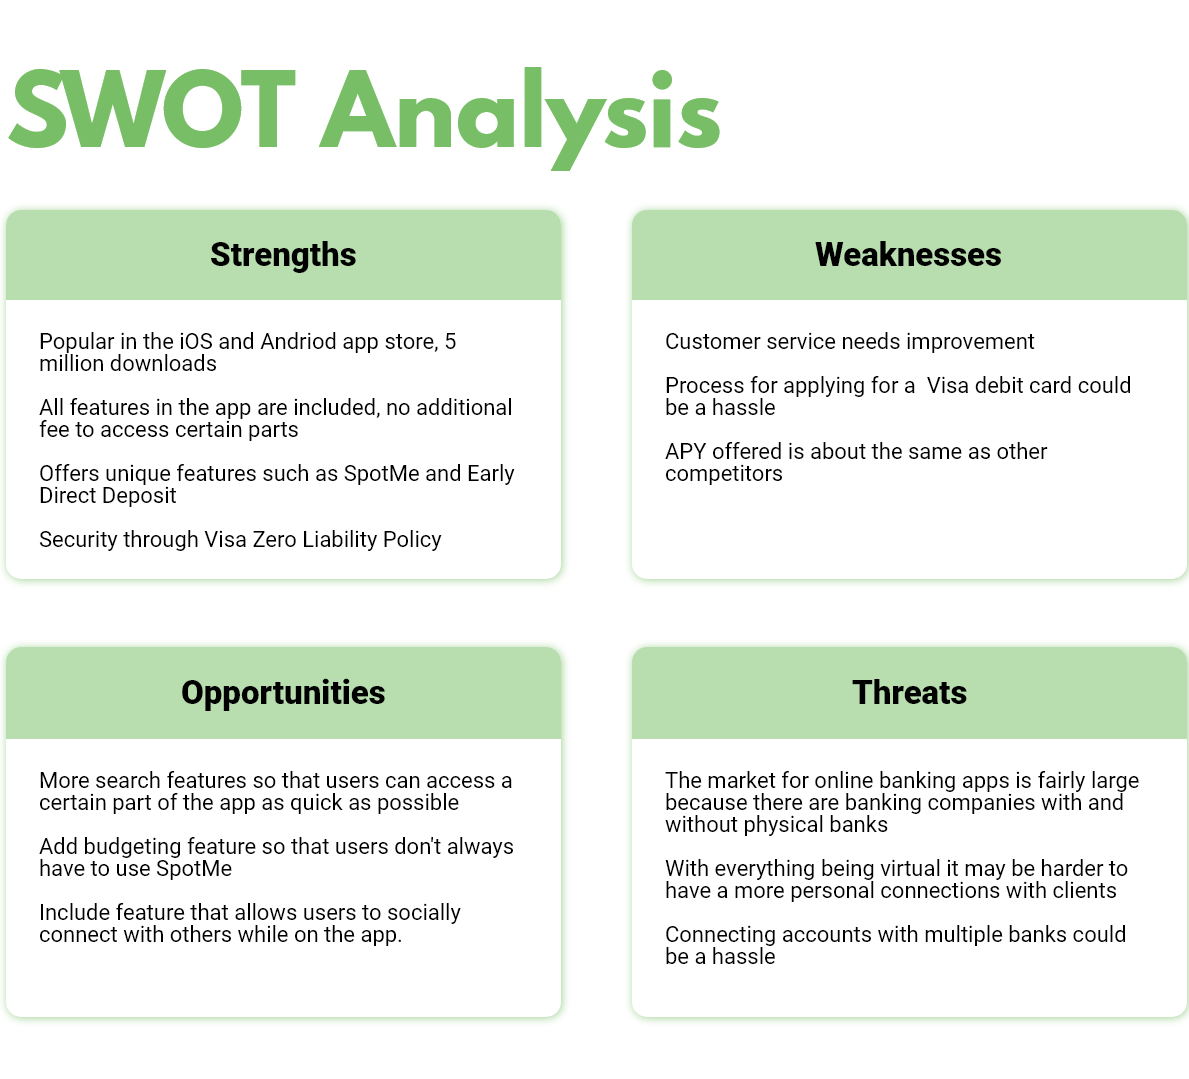 SWOT Analysis
Strengths
Popular in the iOS and Andriod app store, 5
million downloads
All features in the app are included, no additional
fee to access certain parts
Offers unique features such as SpotMe and Early
Direct Deposit
Security through Visa Zero Liability Policy
Weaknesses
Customer service needs improvement
Process for applying for a  Visa debit card could
be a hassle
APY offered is about the same as other
competitors
Opportunities
More search features so that users can access a
certain part of the app as quick as possible
Add budgeting feature so that users don't always
have to use SpotMe
Include feature that allows users to socially
connect with others while on the app.
Threats
The market for online banking apps is fairly large
because there are banking companies with and
without physical banks
With everything being virtual it may be harder to
have a more personal connections with clients
Connecting accounts with multiple banks could
be a hassle